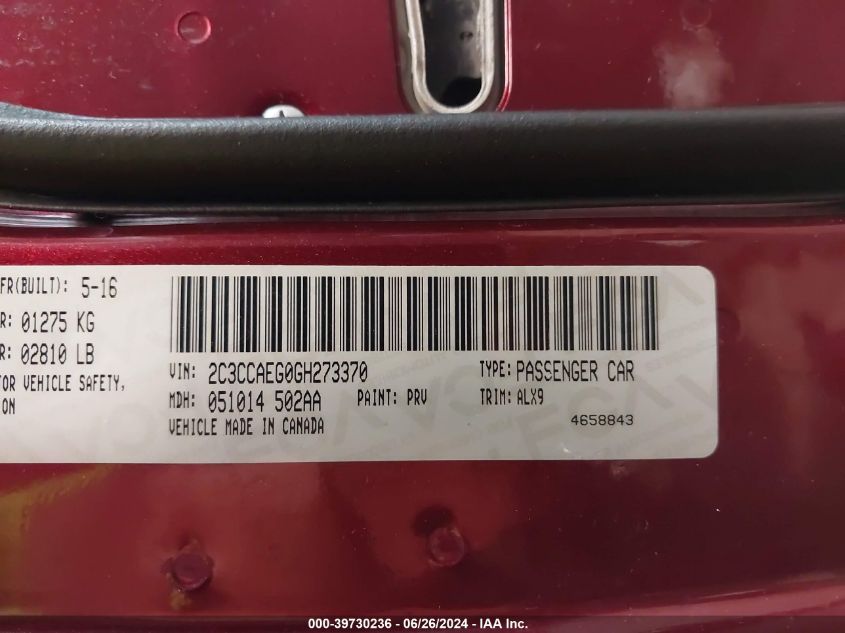 FR(BUILT): 5-16
R: 01275 KG
R: 02810 LB
TOR VEHICLE SAFETY,
ION
VIN: 2C3CCAEG0GH273370 TYPE: PASSENGER CAR
MDH: 051014 502AA PAINT: PRV TRIM: ALX9
VEHICLE MADE IN CANADA 4658843
000-39730236 - 06/26/2024 - IAA Inc.